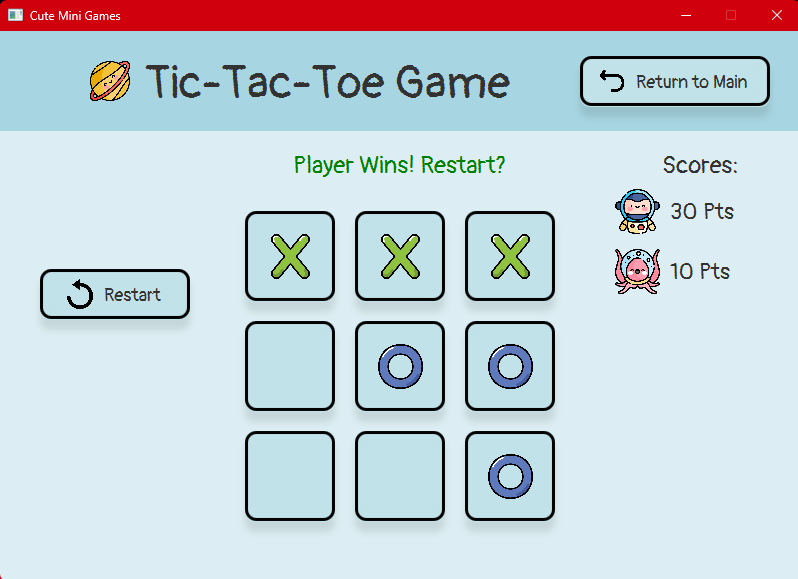 Cute Mini Games
Tic-Tac-Toe Game
Return to Main
Player Wins! Restart?
Scores:
30 Pts
10 Pts
Restart
X X X
O O
O